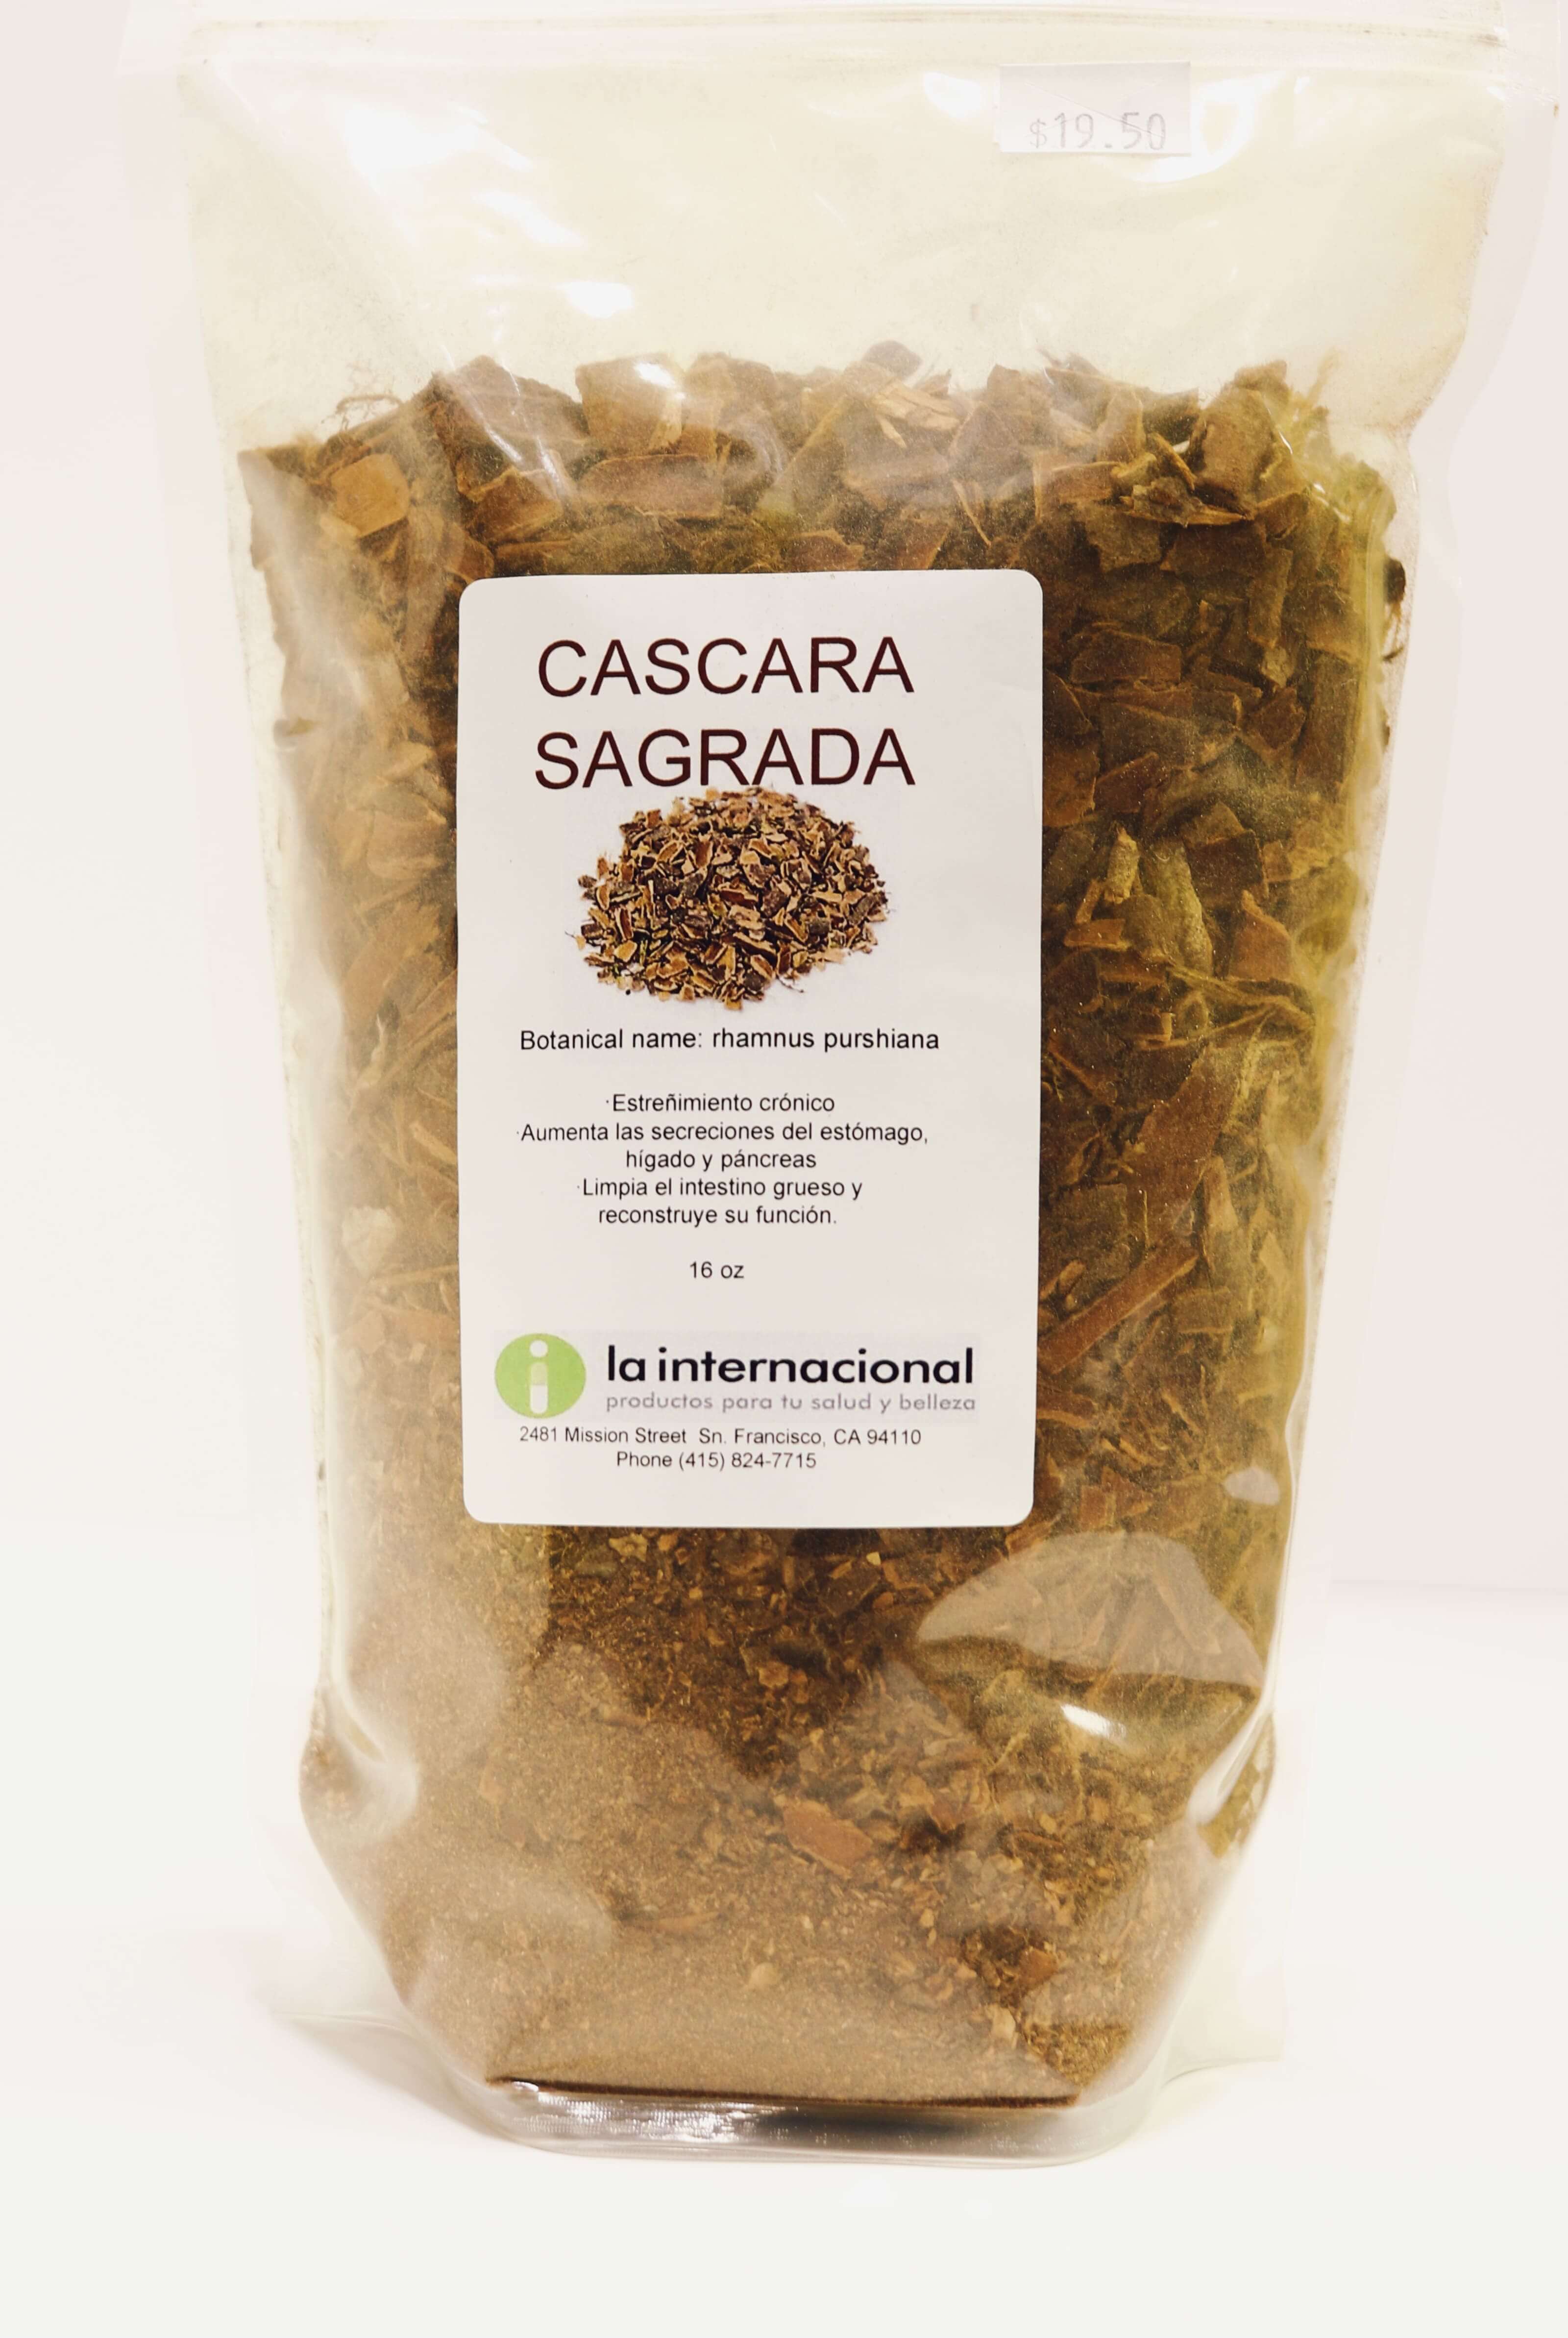 $19.50
CASCARA
SAGRADA
Botanical name: rhamnus purshiana
·Estreñimiento crónico
·Aumenta las secreciones del estómago,
hígado y páncreas
·Limpia el intestino grueso y
reconstruye su función.
16 oz
la internacional
productos para tu salud y belleza
2481 Mission Street Sn. Francisco, CA 94110
Phone (415) 824-7715